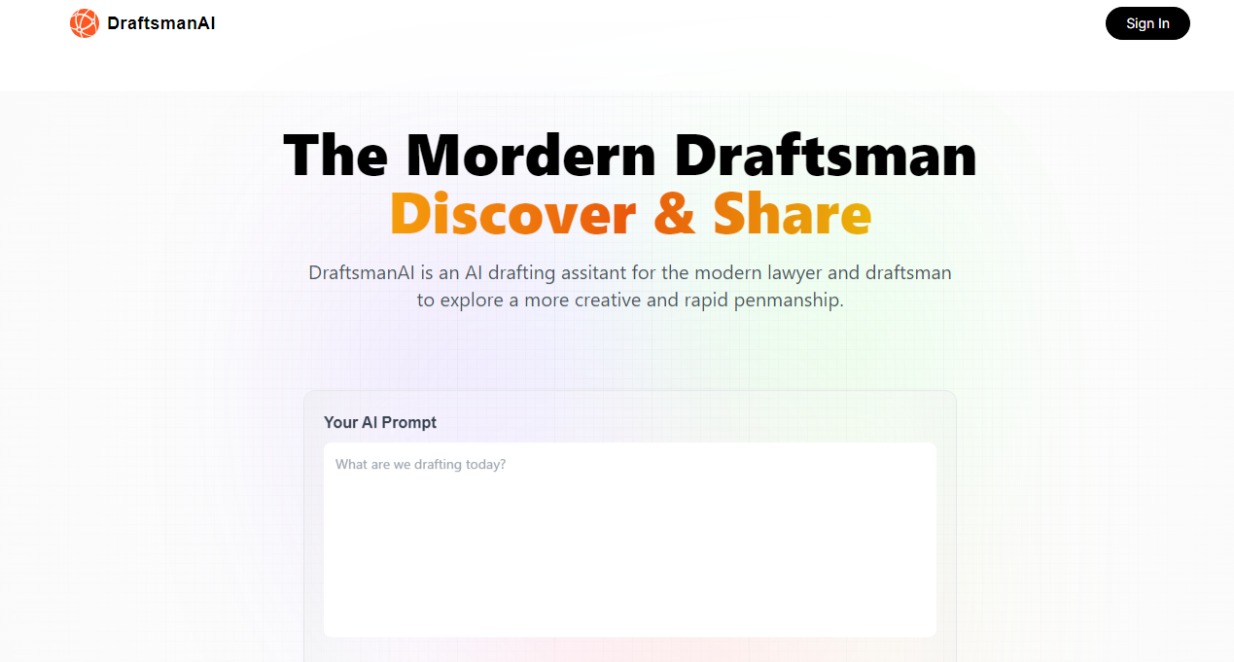 DraftsmanAI
Sign In
The Mordern Draftsman
Discover & Share
DraftsmanAI is an AI drafting assitant for the modern lawyer and draftsman
to explore a more creative and rapid penmanship.
Your AI Prompt
What are we drafting today?